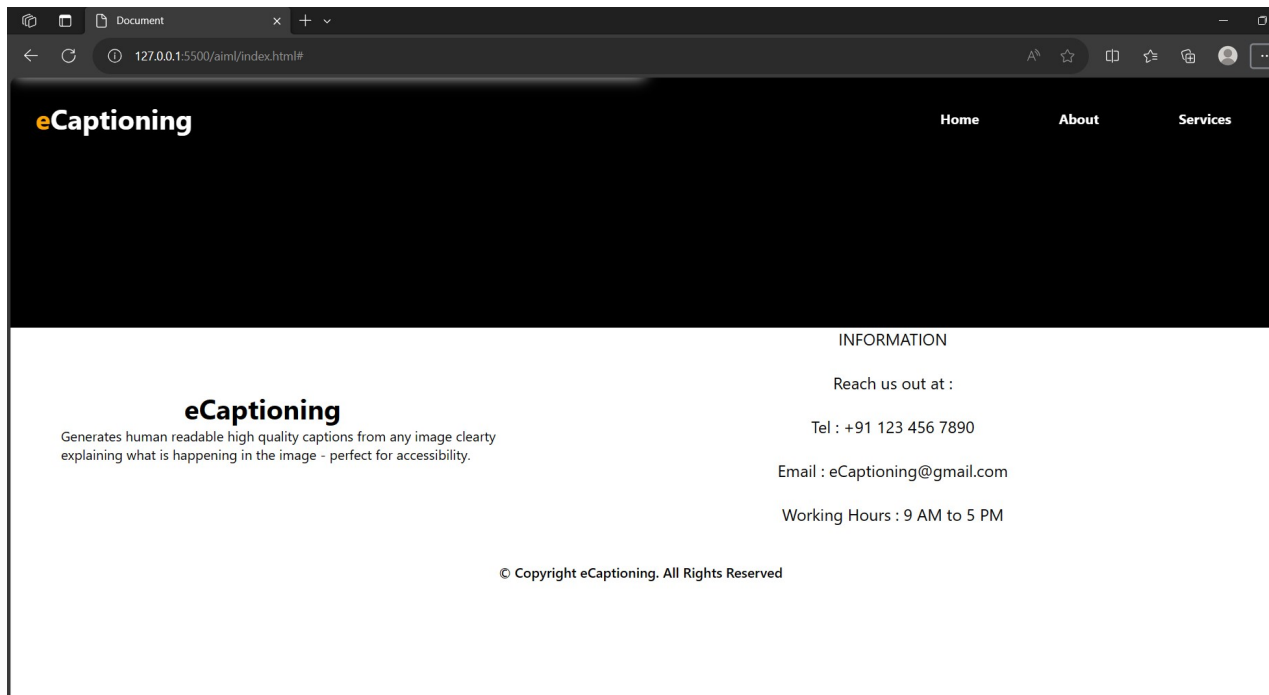 Document
127.0.0.1:5500/aiml/index.html#
eCaptioning
Home About Services
INFORMATION
Reach us out at :
Tel : +91 123 456 7890
Email : eCaptioning@gmail.com
Working Hours : 9 AM to 5 PM
eCaptioning
Generates human readable high quality captions from any image clearty
explaining what is happening in the image - perfect for accessibility.
© Copyright eCaptioning. All Rights Reserved